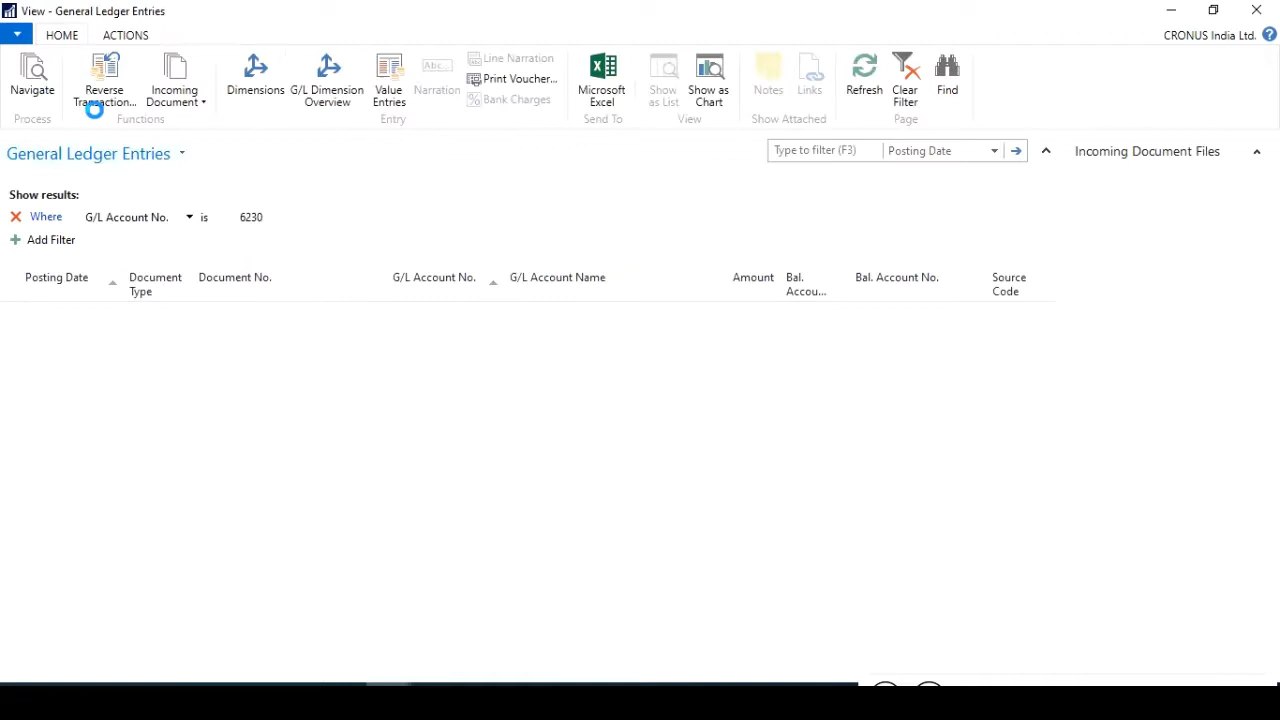 View - General Ledger Entries
HOME ACTIONS CRONUS India Ltd.
Navigate
Process
Reverse
Transaction...
Incoming
Document
Functions
Dimensions
G/L Dimension
Overview
Value
Entries
Abc...
Narration
Line Narration
Print Voucher...
Bank Charges
Entry
Microsoft
Excel
Send To
Show
as List
Show as
Chart
View
Notes
Links
Show Attached
Refresh
Clear
Filter
Find
Page
General Ledger Entries
Type to filter (F3) Posting Date
Incoming Document Files
Show results:
Where G/L Account No. is 6230
Add Filter
Posting Date
Document
Type
Document No.
G/L Account No.
G/L Account Name
Amount
Bal.
Accou...
Bal. Account No.
Source
Code